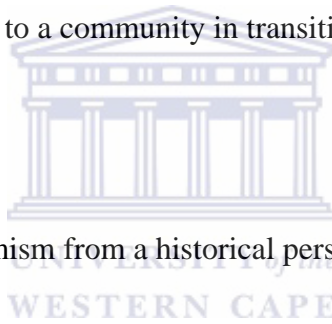 to a community in transiti
nism from a historical pers
UNIVERSITY of the
WESTERN CAPE